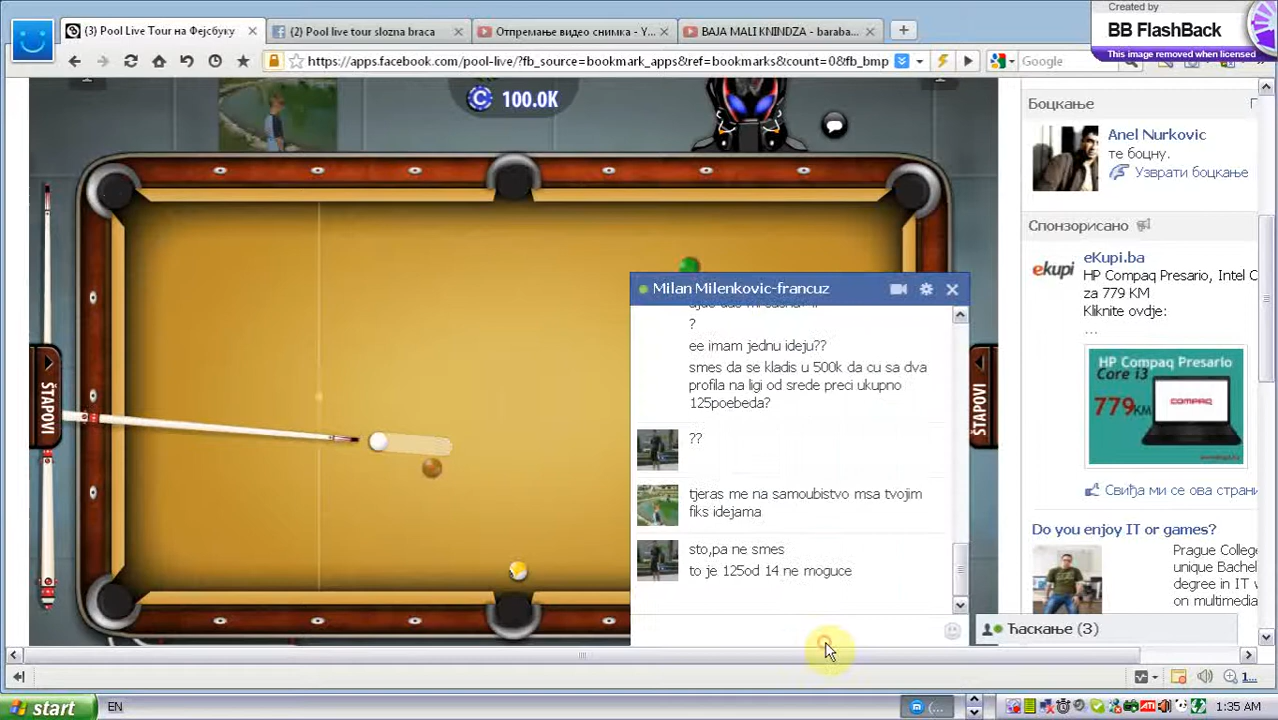 Created by
BB FlashBack
This image removed when licensed
(3) Pool Live Tour на Фејсбуку
(2) Pool live tour slozna braca
Отпремање видео снимка - Y...
BAJA MALI KNINDZA - baraba...
https://apps.facebook.com/pool-live/?fb_source=bookmark_apps&ref=bookmarks&count=0&fb_bmp
Google
100.0K
Боцкање
Anel Nurkovic
те боцну.
Узврати боцкање
Спонзорисано
ekupi
eKupi.ba
HP Compaq Presario, Intel C
za 779 KM
Kliknite ovdje:
...
HP Compaq Presario
Core i3
779KM
COMPAQ
Свиђа ми се ова страни
Do you enjoy IT or games?
Prague College
unique Bachel
degree in IT w
on multimedia
ŠTAPOVI
ŠTAPOVI
Milan Milenkovic-francuz
?
ee imam jednu ideju??
smes da se kladis u 500k da cu sa dva
profila na ligi od srede preci ukupno
125poebeda?
??
tjeras me na samoubistvo msa tvojim
fiks idejama
sto,pa ne smes
to je 125od 14 ne moguce
Ћаскање (3)
1...
start
EN
(...
1:35 AM